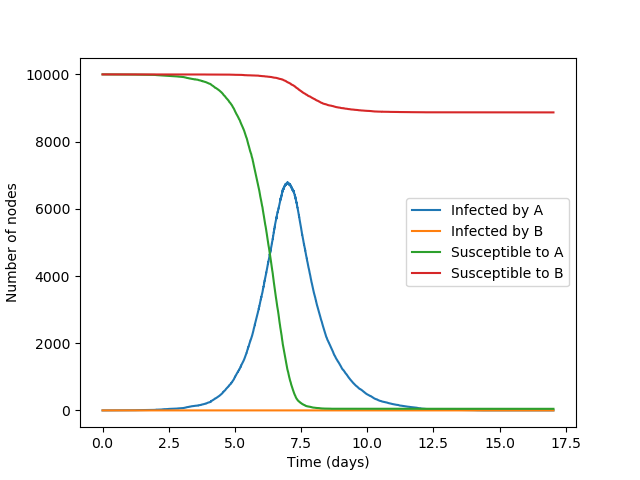 10000
8000
6000
4000
2000
0
Number of nodes
Infected by A
Infected by B
Susceptible to A
Susceptible to B
0.0 2.5 5.0 7.5 10.0 12.5 15.0 17.5
Time (days)